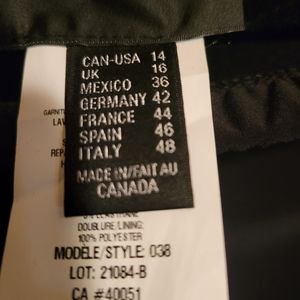 CAN-USA 14
UK 16
MEXICO 36
GERMANY 42
FRANCE 44
SPAIN 46
ITALY 48
MADE IN/FAIT AU
CANADA
DOUBLURE/LINING:
100% POLYESTER
MODÈLE/STYLE: 038
LOT: 21084-B
CA #40051